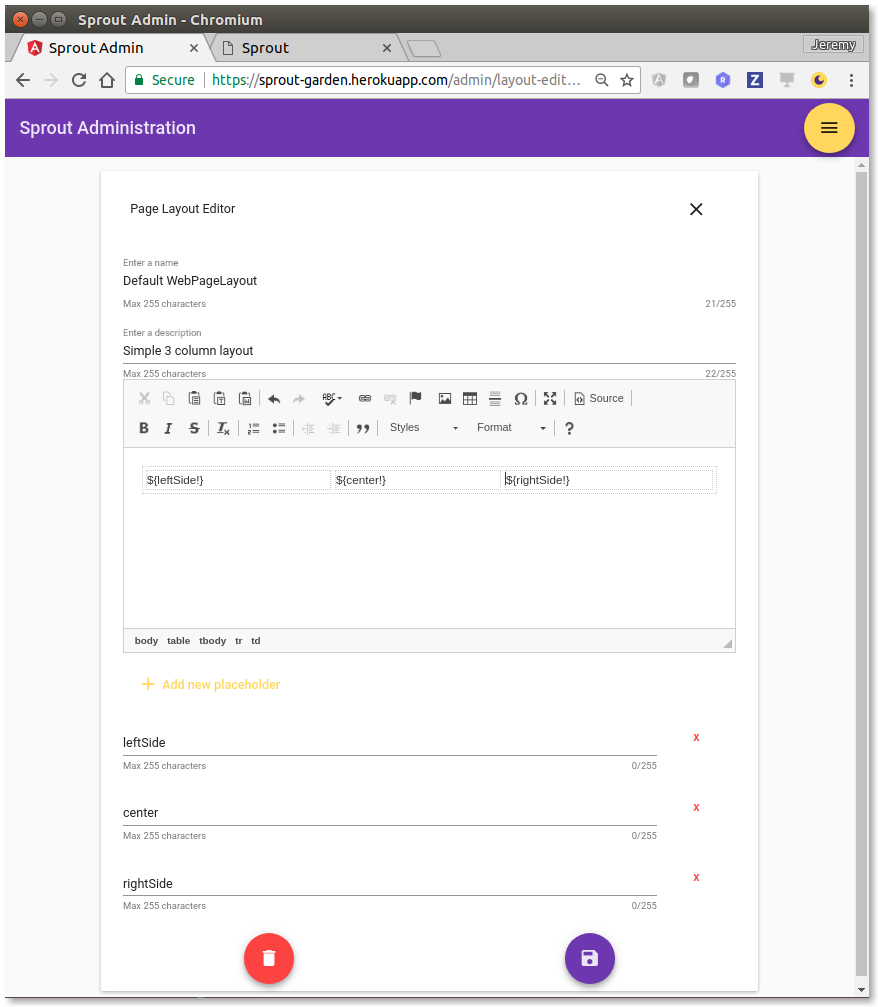 Sprout Admin - Chromium
Sprout Admin
Sprout
Jeremy
Secure https://sprout-garden.herokuapp.com/admin/layout-edit...
Sprout Administration
Page Layout Editor
Enter a name
Default WebPageLayout
Max 255 characters 21/255
Enter a description
Simple 3 column layout
Max 255 characters 22/255
ABC Ω Source
B I S Tx Styles Format ?
${leftSide!} ${center!} ${rightSide!}
body table tbody tr td
+ Add new placeholder
leftSide x
Max 255 characters 0/255
center x
Max 255 characters 0/255
rightSide x
Max 255 characters 0/255